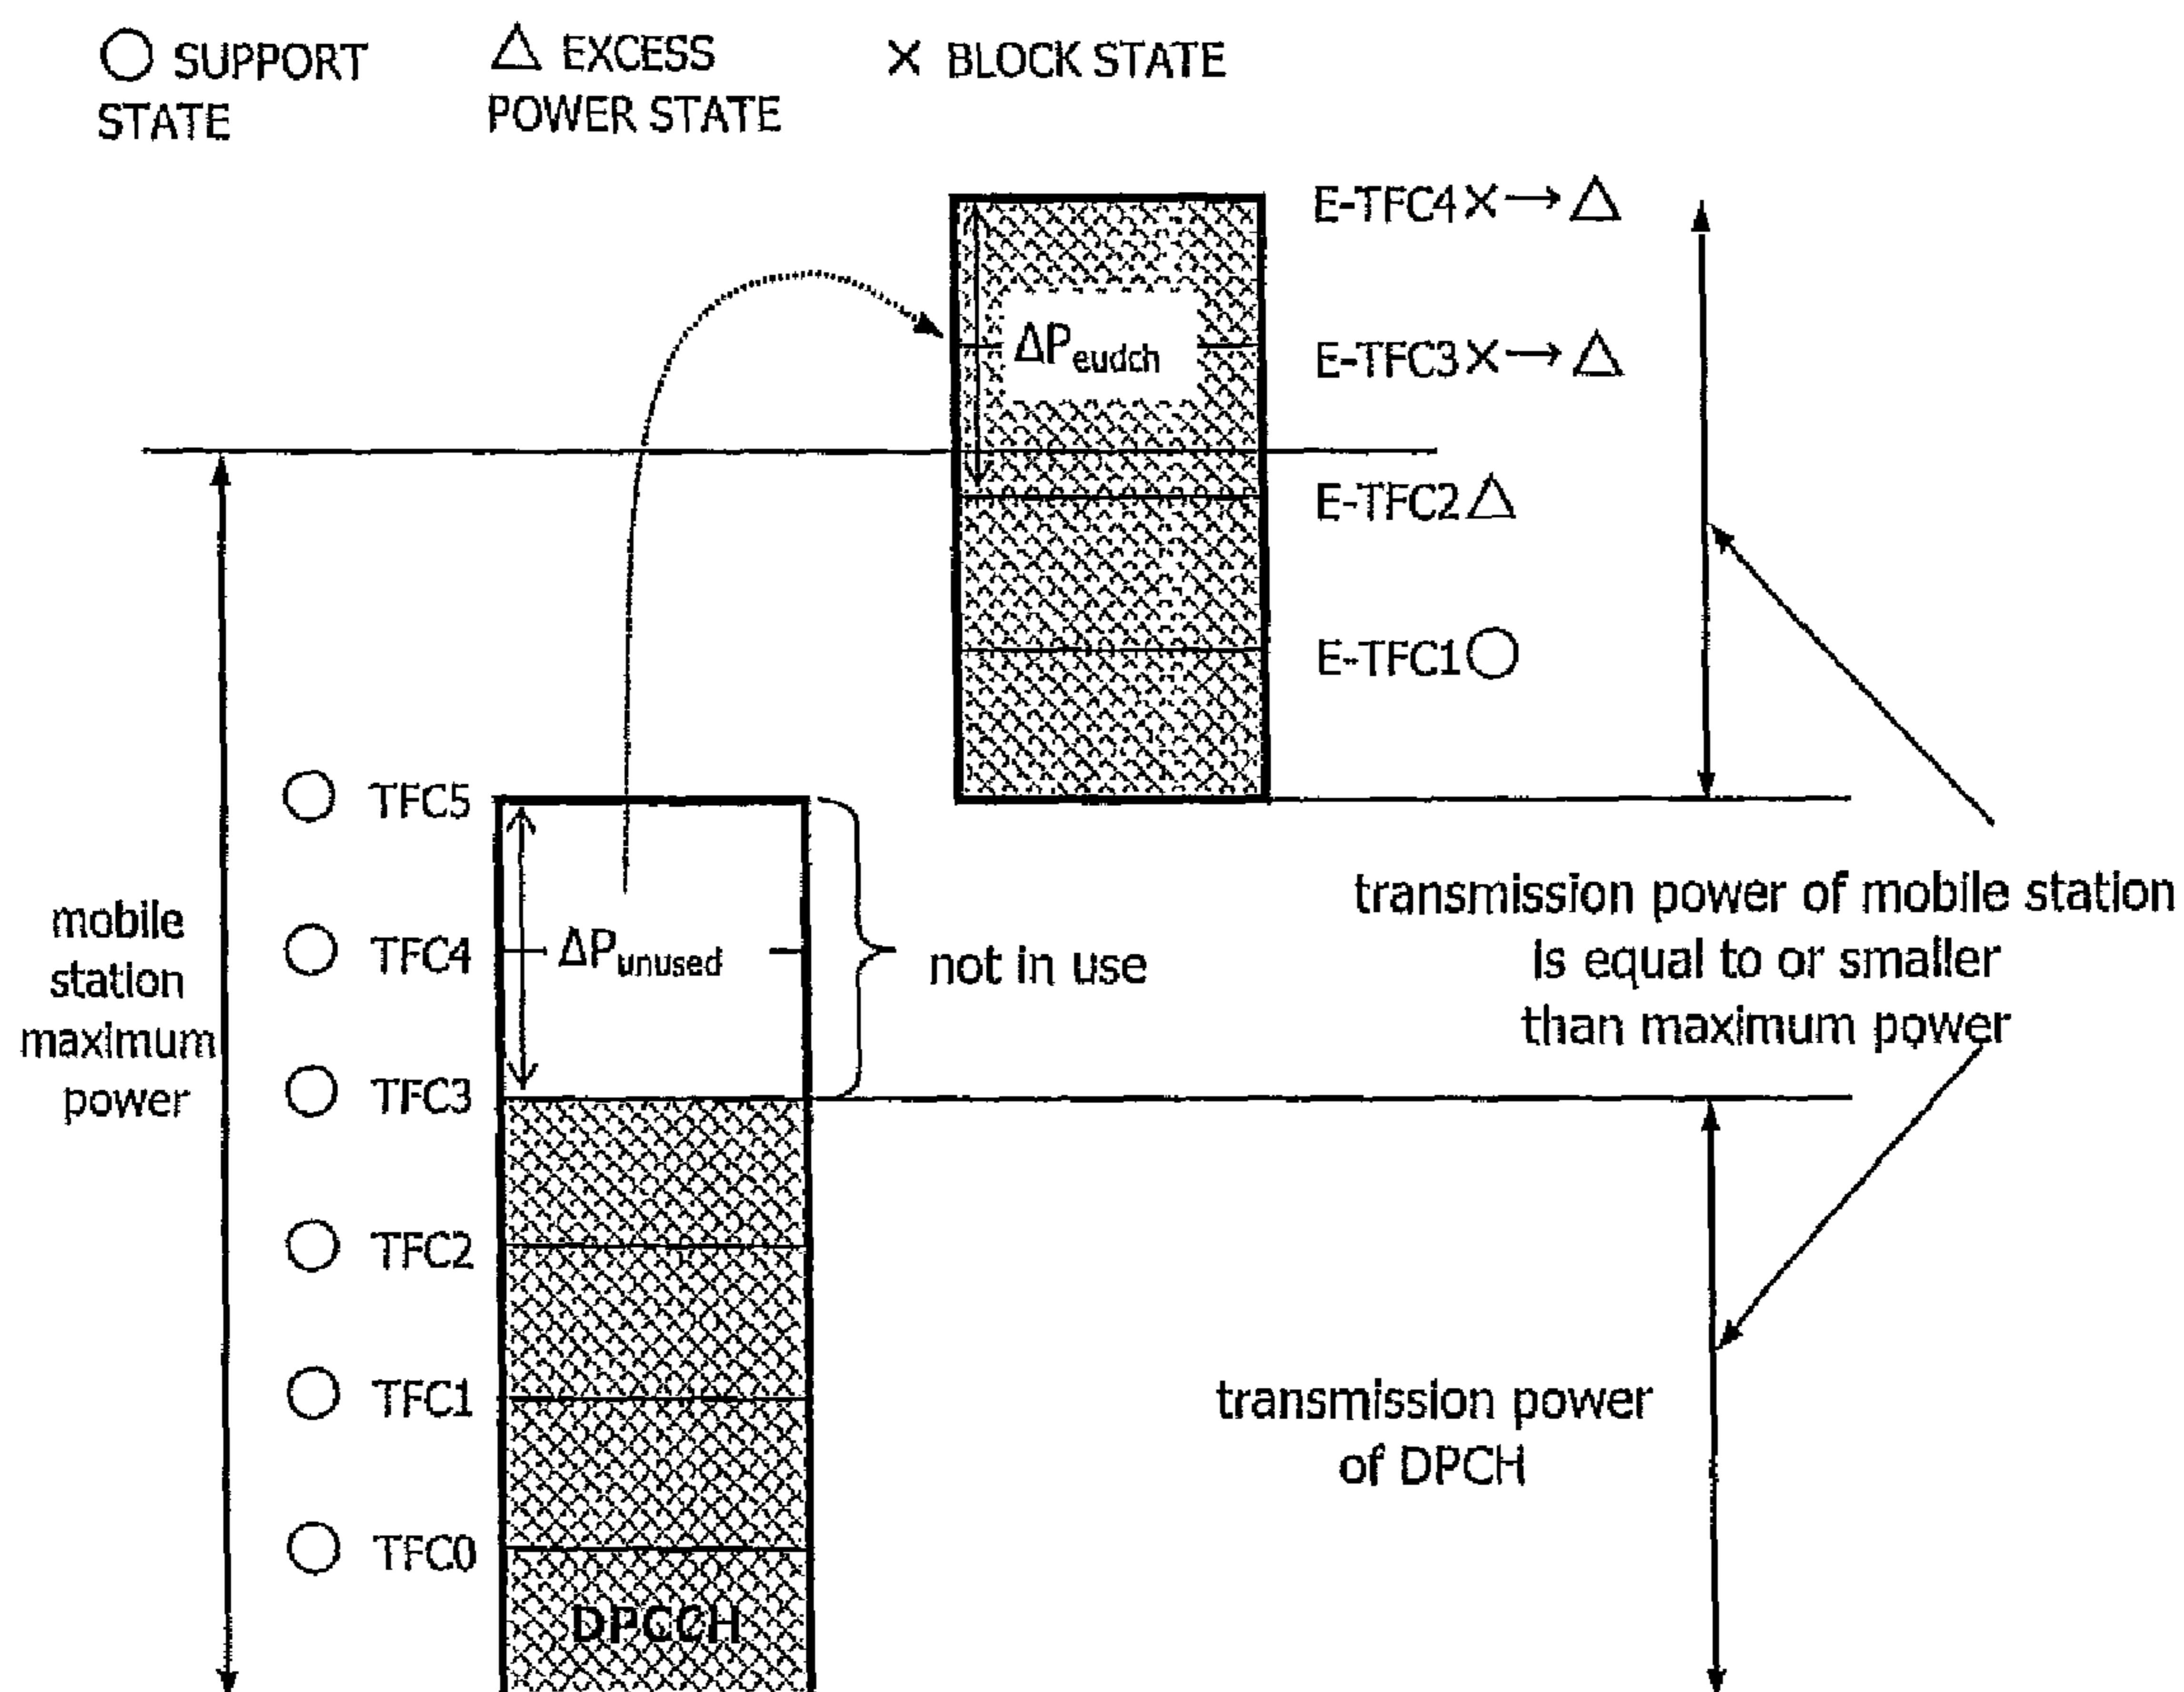 ○ SUPPORT
STATE
△ EXCESS
POWER STATE
X BLOCK STATE
E-TFC4 X → △
E-TFC3 X → △
ΔPeudch
E-TFC2 △
E-TFC1 ○
○ TFC5
○ TFC4
ΔPunused
not in use
○ TFC3
○ TFC2
○ TFC1
○ TFC0
DPCCH
mobile
station
maximum
power
transmission power of mobile station
is equal to or smaller
than maximum power
transmission power
of DPCH